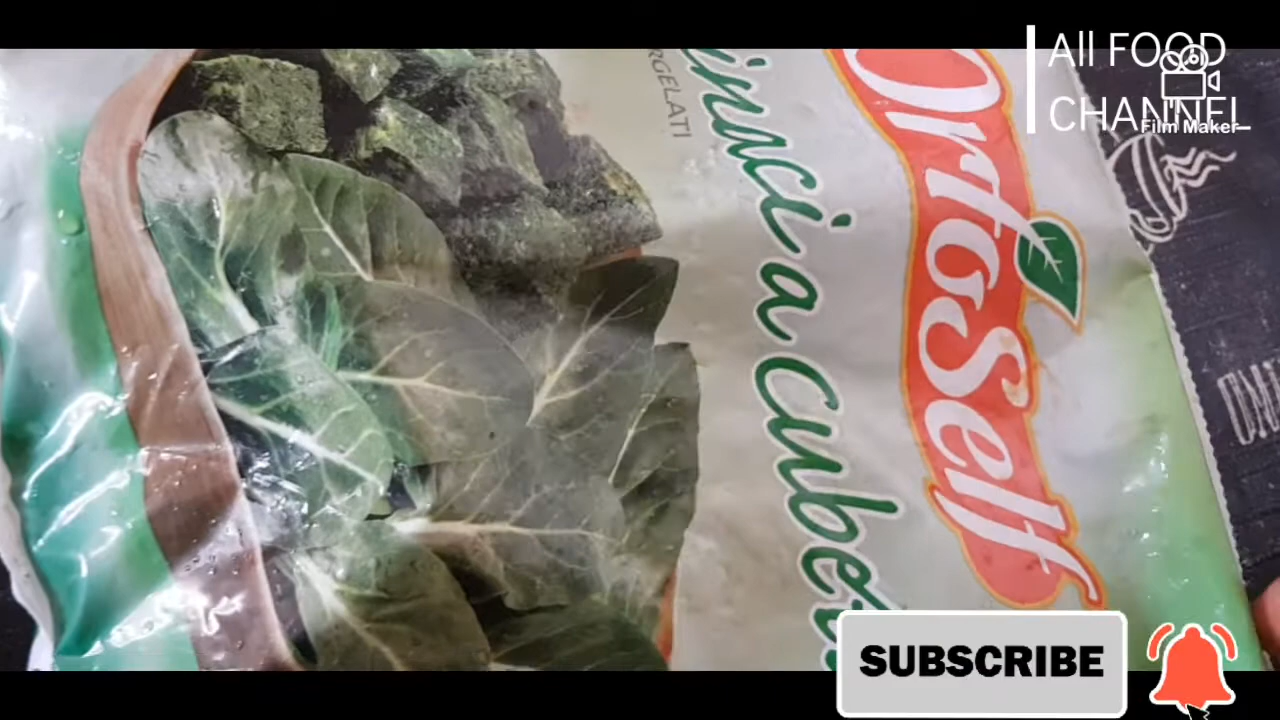 All FOOD
CHANNEL
Film Maker
OrtoSelf
inaci a cube
RGELATI
SUBSCRIBE